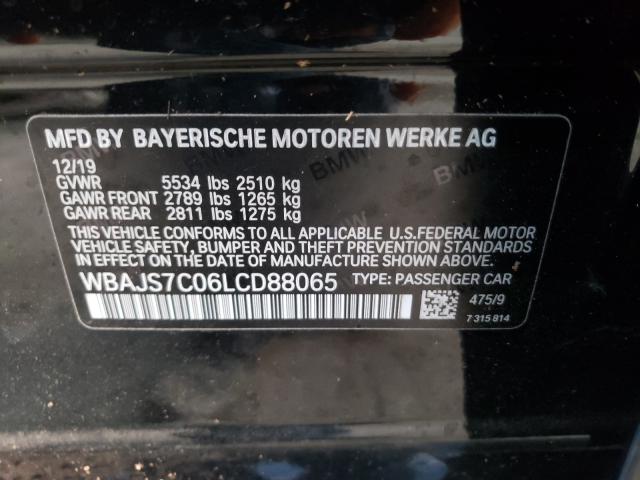 MFD BY BAYERISCHE MOTOREN WERKE AG
12/19
GVWR 5534 lbs 2510 kg
GAWR FRONT 2789 lbs 1265 kg
GAWR REAR 2811 lbs 1275 kg
THIS VEHICLE CONFORMS TO ALL APPLICABLE U.S.FEDERAL MOTOR
VEHICLE SAFETY, BUMPER AND THEFT PREVENTION STANDARDS
IN EFFECT ON THE DATE OF MANUFACTURE SHOWN ABOVE.
WBAJS7C06LCD88065 TYPE: PASSENGER CAR
475/9
7 315 814
BMW
BMW
BMW